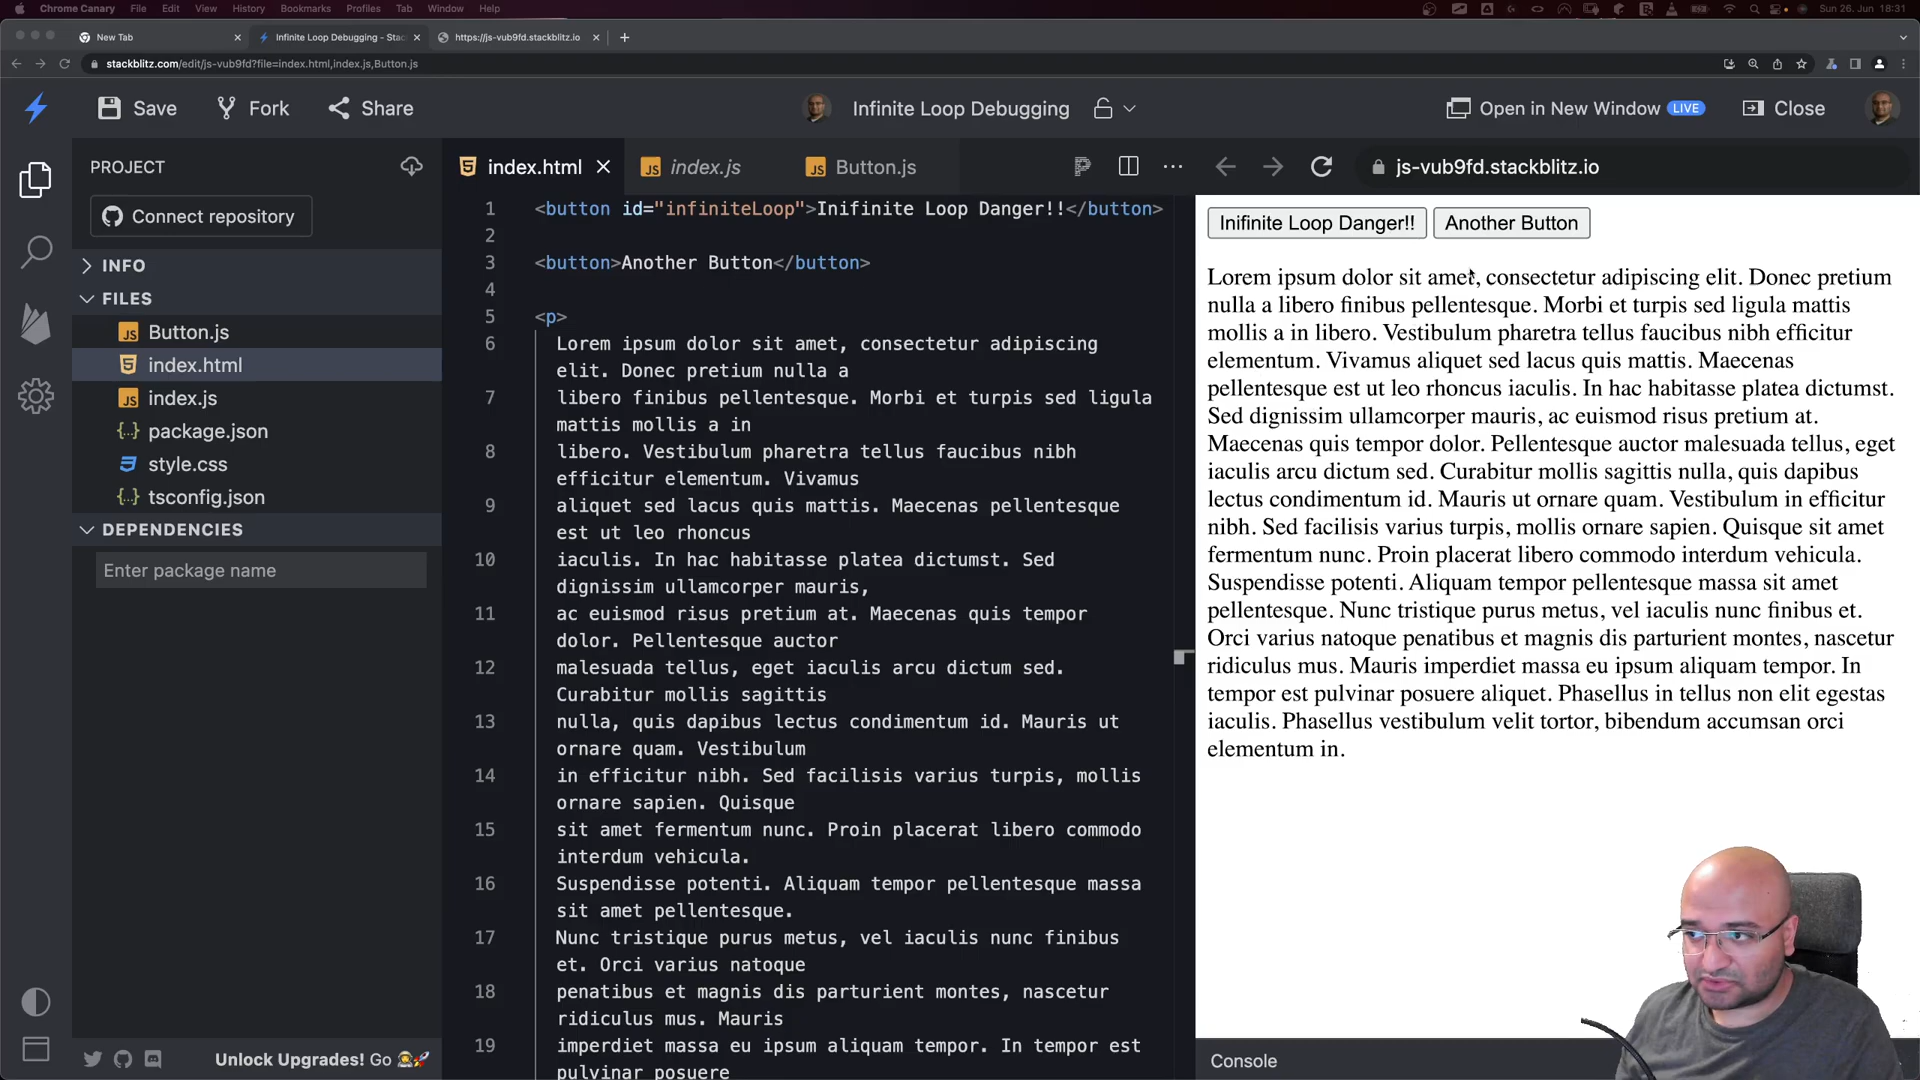 Chrome Canary File Edit View History Bookmarks Profiles Tab Window Help
Sun 26. Jun 18:31
New Tab
Infinite Loop Debugging - Stac
https://js-vub9fd.stackblitz.io
stackblitz.com/edit/js-vub9fd?file=index.html,index.js,Button.js
Save Fork Share
Infinite Loop Debugging
Open in New Window LIVE Close
PROJECT
Connect repository
INFO
FILES
Button.js
index.html
index.js
package.json
style.css
tsconfig.json
DEPENDENCIES
Enter package name
Unlock Upgrades! Go
index.html
index.js
Button.js
1 <button id="infiniteLoop">Inifinite Loop Danger!!</button>
2
3 <button>Another Button</button>
4
5 <p>
6 Lorem ipsum dolor sit amet, consectetur adipiscing
elit. Donec pretium nulla a
7 libero finibus pellentesque. Morbi et turpis sed ligula
mattis mollis a in
8 libero. Vestibulum pharetra tellus faucibus nibh
efficitur elementum. Vivamus
9 aliquet sed lacus quis mattis. Maecenas pellentesque
est ut leo rhoncus
10 iaculis. In hac habitasse platea dictumst. Sed
dignissim ullamcorper mauris,
11 ac euismod risus pretium at. Maecenas quis tempor
dolor. Pellentesque auctor
12 malesuada tellus, eget iaculis arcu dictum sed.
Curabitur mollis sagittis
13 nulla, quis dapibus lectus condimentum id. Mauris ut
ornare quam. Vestibulum
14 in efficitur nibh. Sed facilisis varius turpis, mollis
ornare sapien. Quisque
15 sit amet fermentum nunc. Proin placerat libero commodo
interdum vehicula.
16 Suspendisse potenti. Aliquam tempor pellentesque massa
sit amet pellentesque.
17 Nunc tristique purus metus, vel iaculis nunc finibus
et. Orci varius natoque
18 penatibus et magnis dis parturient montes, nascetur
ridiculus mus. Mauris
19 imperdiet massa eu ipsum aliquam tempor. In tempor est
pulvinar posuere
js-vub9fd.stackblitz.io
Inifinite Loop Danger!! Another Button
Lorem ipsum dolor sit amet, consectetur adipiscing elit. Donec pretium
nulla a libero finibus pellentesque. Morbi et turpis sed ligula mattis
mollis a in libero. Vestibulum pharetra tellus faucibus nibh efficitur
elementum. Vivamus aliquet sed lacus quis mattis. Maecenas
pellentesque est ut leo rhoncus iaculis. In hac habitasse platea dictumst.
Sed dignissim ullamcorper mauris, ac euismod risus pretium at.
Maecenas quis tempor dolor. Pellentesque auctor malesuada tellus, eget
iaculis arcu dictum sed. Curabitur mollis sagittis nulla, quis dapibus
lectus condimentum id. Mauris ut ornare quam. Vestibulum in efficitur
nibh. Sed facilisis varius turpis, mollis ornare sapien. Quisque sit amet
fermentum nunc. Proin placerat libero commodo interdum vehicula.
Suspendisse potenti. Aliquam tempor pellentesque massa sit amet
pellentesque. Nunc tristique purus metus, vel iaculis nunc finibus et.
Orci varius natoque penatibus et magnis dis parturient montes, nascetur
ridiculus mus. Mauris imperdiet massa eu ipsum aliquam tempor. In
tempor est pulvinar posuere aliquet. Phasellus in tellus non elit egestas
iaculis. Phasellus vestibulum velit tortor, bibendum accumsan orci
elementum in.
Console